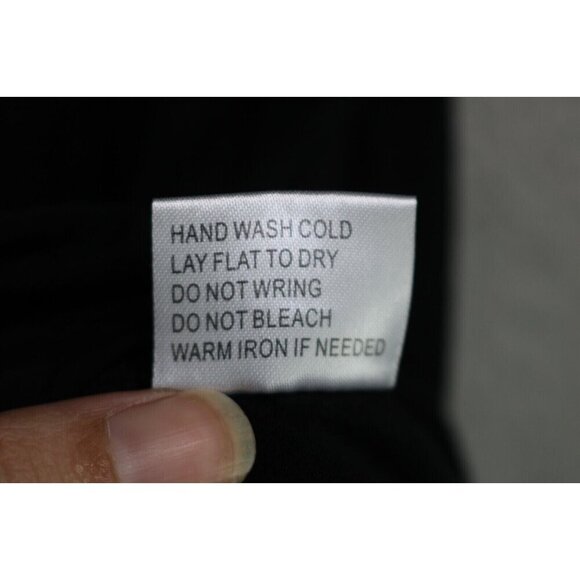 HAND WASH COLD
LAY FLAT TO DRY
DO NOT WRING
DO NOT BLEACH
WARM IRON IF NEEDED